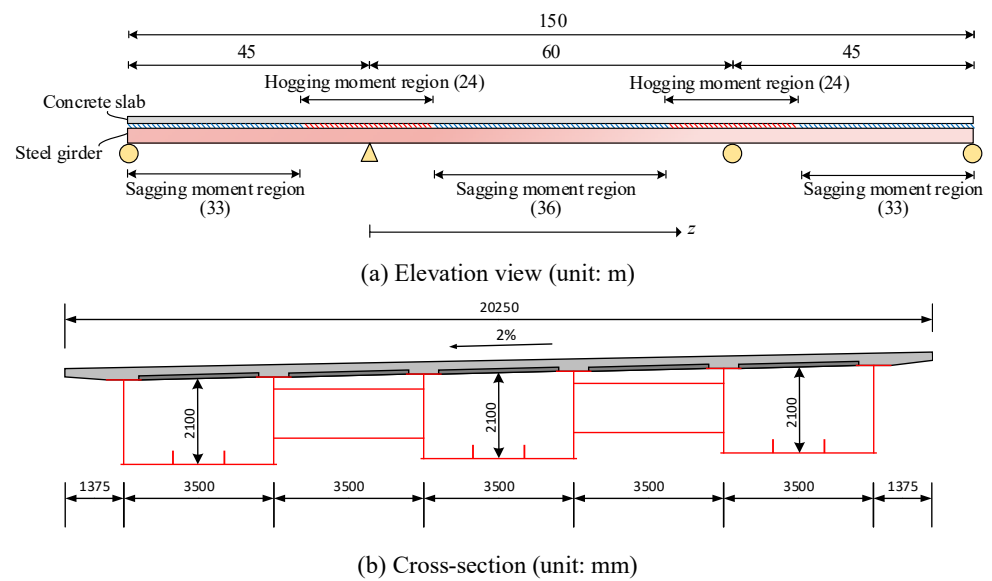 150
45 60 45
Hogging moment region (24) Hogging moment region (24)
Concrete slab
Steel girder
Sagging moment region Sagging moment region Sagging moment region
(33) (36) (33)
z
(a) Elevation view (unit: m)
20250
2%
2100 2100 2100
1375 3500 3500 3500 3500 3500 1375
(b) Cross-section (unit: mm)